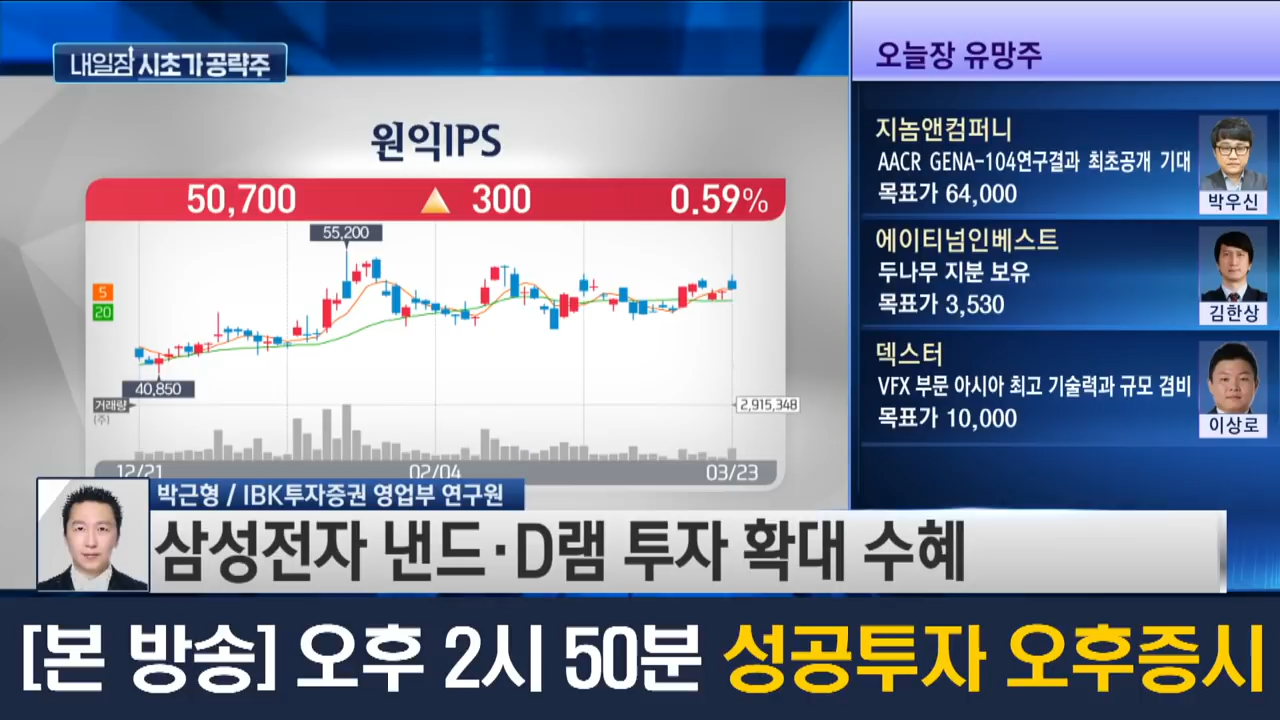 내일장 시초가 공략주
원익IPS
50,700 ▲ 300 0.59%
55,200
5
20
40,850
거래량
(주)
2,915,348
12/21 02/04 03/23
오늘장 유망주
지놈앤컴퍼니
AACR GENA-104연구결과 최초공개 기대
목표가 64,000
박우신
에이티넘인베스트
두나무 지분 보유
목표가 3,530
김한상
덱스터
VFX 부문 아시아 최고 기술력과 규모 겸비
목표가 10,000
이상로
박근형 / IBK투자증권 영업부 연구원
삼성전자 낸드·D램 투자 확대 수혜
[본 방송] 오후 2시 50분 성공투자 오후증시